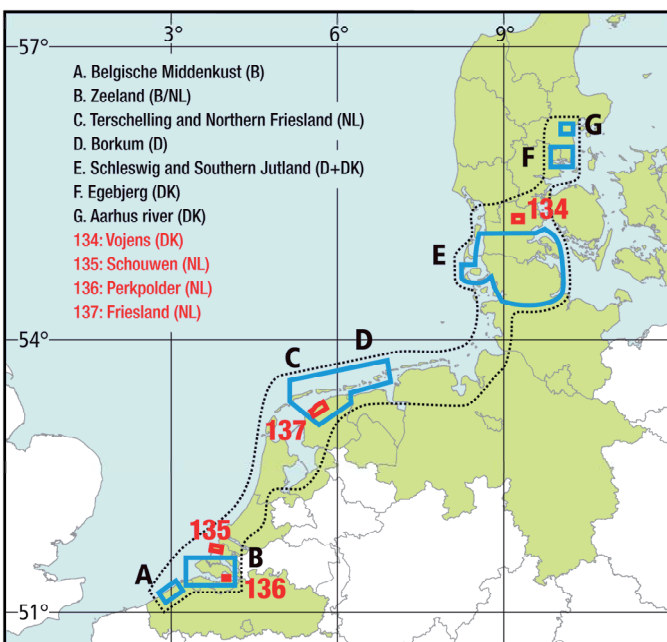 3°
6°
9°
57°
A. Belgische Middenkust (B)
B. Zeeland (B/NL)
C. Terschelling and Northern Friesland (NL)
D. Borkum (D)
E. Schleswig and Southern Jutland (D+DK)
F. Egebjerg (DK)
G. Aarhus river (DK)
134: Vojens (DK)
135: Schouwen (NL)
136: Perkpolder (NL)
137: Friesland (NL)
G
F
134
E
54°
D
C
137
135
B
A
136
51°